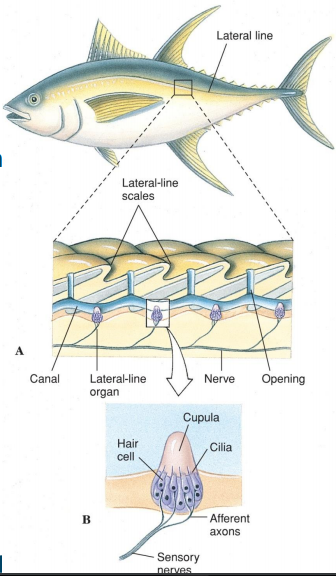 Lateral line
Lateral-line
scales
A
Canal
Lateral-line
organ
Nerve
Opening
Cupula
Hair
cell
Cilia
B
Afferent
axons
Sensory
nerves